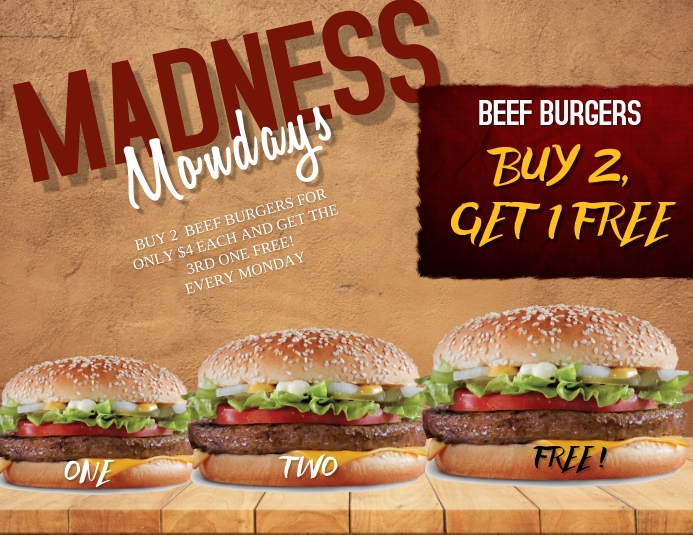 MADNESS
Mondays
BUY 2 BEEF BURGERS FOR
ONLY $4 EACH AND GET THE
3RD ONE FREE!
EVERY MONDAY
BEEF BURGERS
BUY 2,
GET 1 FREE
ONE
TWO
FREE!